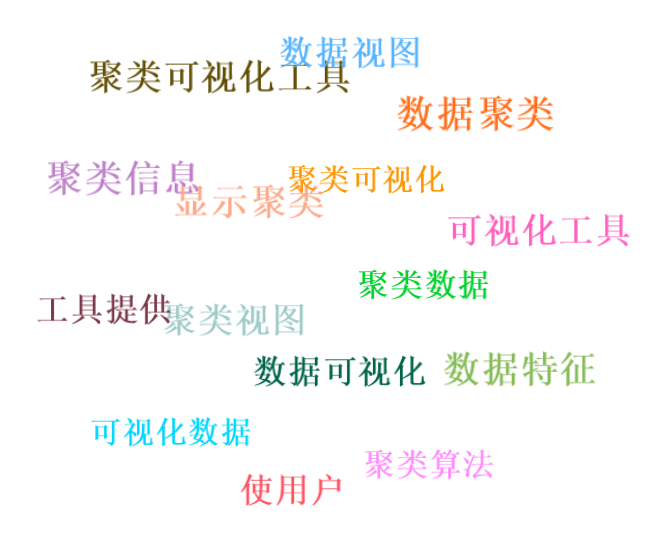 数据视图
聚类可视化工具
数据聚类
聚类信息
聚类可视化
显示聚类
可视化工具
聚类数据
工具提供
聚类视图
数据可视化
数据特征
可视化数据
聚类算法
使用户